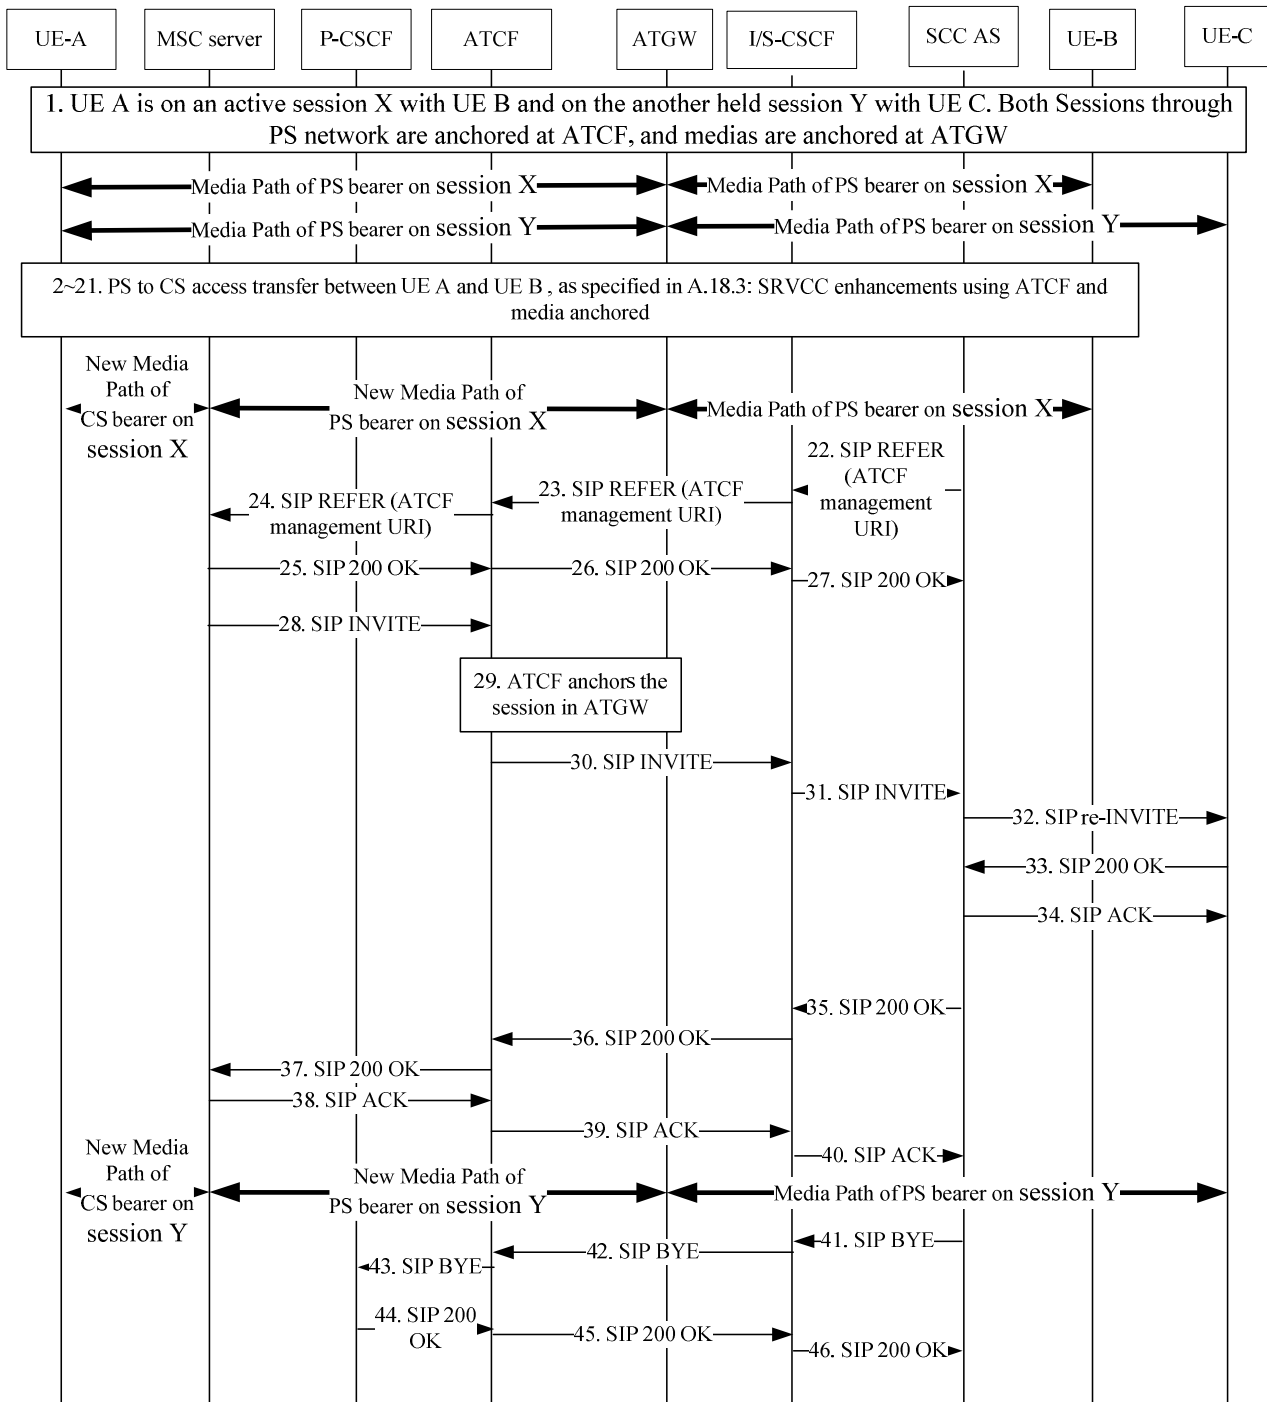 UE-A
MSC server
P-CSCF
ATCF
ATGW
I/S-CSCF
SCC AS
UE-B
UE-C
1. UE A is on an active session X with UE B and on the another held session Y with UE C. Both Sessions through
PS network are anchored at ATCF, and medias are anchored at ATGW
Media Path of PS bearer on session X
Media Path of PS bearer on session X
Media Path of PS bearer on session Y
Media Path of PS bearer on session Y
2~21. PS to CS access transfer between UE A and UE B , as specified in A.18.3: SRVCC enhancements using ATCF and
media anchored
New Media
Path of
CS bearer on
session X
New Media Path of
PS bearer on session X
Media Path of PS bearer on session X
22. SIP REFER
(ATCF
management
URI)
23. SIP REFER (ATCF
management URI)
24. SIP REFER (ATCF
management URI)
25. SIP 200 OK
26. SIP 200 OK
27. SIP 200 OK
28. SIP INVITE
29. ATCF anchors the
session in ATGW
30. SIP INVITE
31. SIP INVITE
32. SIP re-INVITE
33. SIP 200 OK
34. SIP ACK
35. SIP 200 OK
36. SIP 200 OK
37. SIP 200 OK
38. SIP ACK
39. SIP ACK
40. SIP ACK
New Media
Path of
CS bearer on
session Y
New Media Path of
PS bearer on session Y
Media Path of PS bearer on session Y
41. SIP BYE
42. SIP BYE
43. SIP BYE
44. SIP 200
OK
45. SIP 200 OK
46. SIP 200 OK